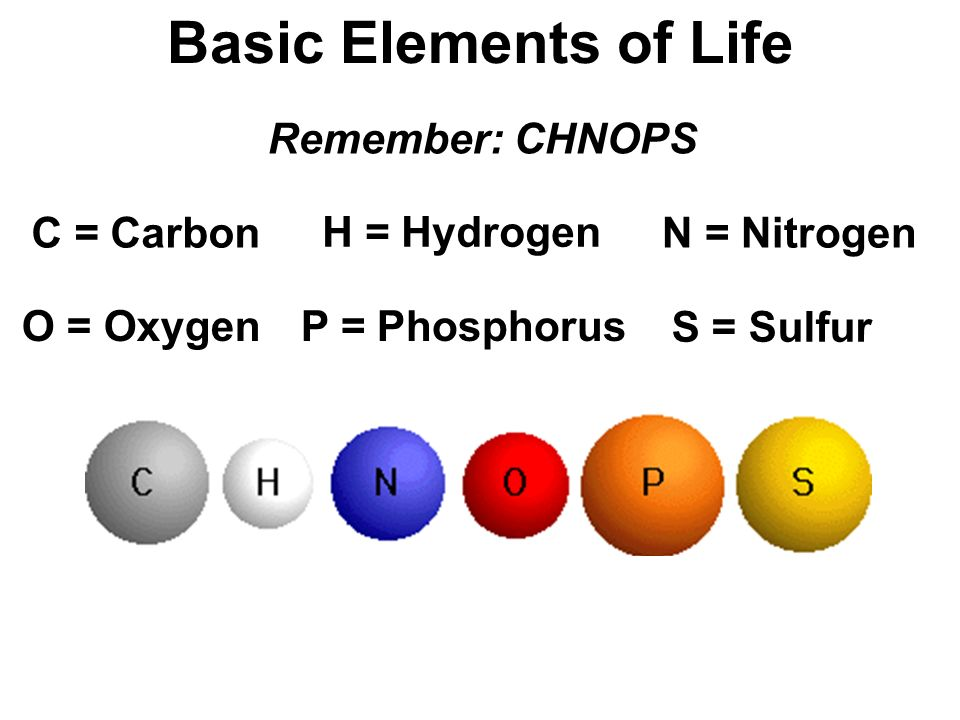 Basic Elements of Life
Remember: CHNOPS
C = Carbon H = Hydrogen N = Nitrogen
O = Oxygen P = Phosphorus S = Sulfur
C H N O P S